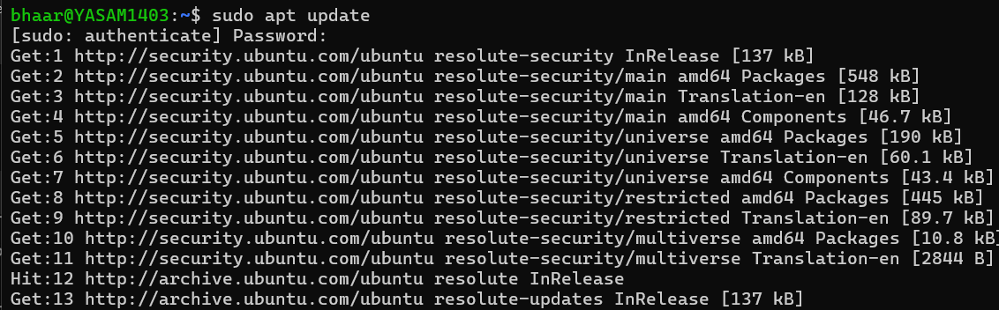 bhaar@YASAM1403:~$ sudo apt update
[sudo: authenticate] Password:
Get:1 http://security.ubuntu.com/ubuntu resolute-security InRelease [137 kB]
Get:2 http://security.ubuntu.com/ubuntu resolute-security/main amd64 Packages [548 kB]
Get:3 http://security.ubuntu.com/ubuntu resolute-security/main Translation-en [128 kB]
Get:4 http://security.ubuntu.com/ubuntu resolute-security/main amd64 Components [46.7 kB]
Get:5 http://security.ubuntu.com/ubuntu resolute-security/universe amd64 Packages [190 kB]
Get:6 http://security.ubuntu.com/ubuntu resolute-security/universe Translation-en [60.1 kB]
Get:7 http://security.ubuntu.com/ubuntu resolute-security/universe amd64 Components [43.4 kB]
Get:8 http://security.ubuntu.com/ubuntu resolute-security/restricted amd64 Packages [445 kB]
Get:9 http://security.ubuntu.com/ubuntu resolute-security/restricted Translation-en [89.7 kB]
Get:10 http://security.ubuntu.com/ubuntu resolute-security/multiverse amd64 Packages [10.8 kB]
Get:11 http://security.ubuntu.com/ubuntu resolute-security/multiverse Translation-en [2844 B]
Hit:12 http://archive.ubuntu.com/ubuntu resolute InRelease
Get:13 http://archive.ubuntu.com/ubuntu resolute-updates InRelease [137 kB]